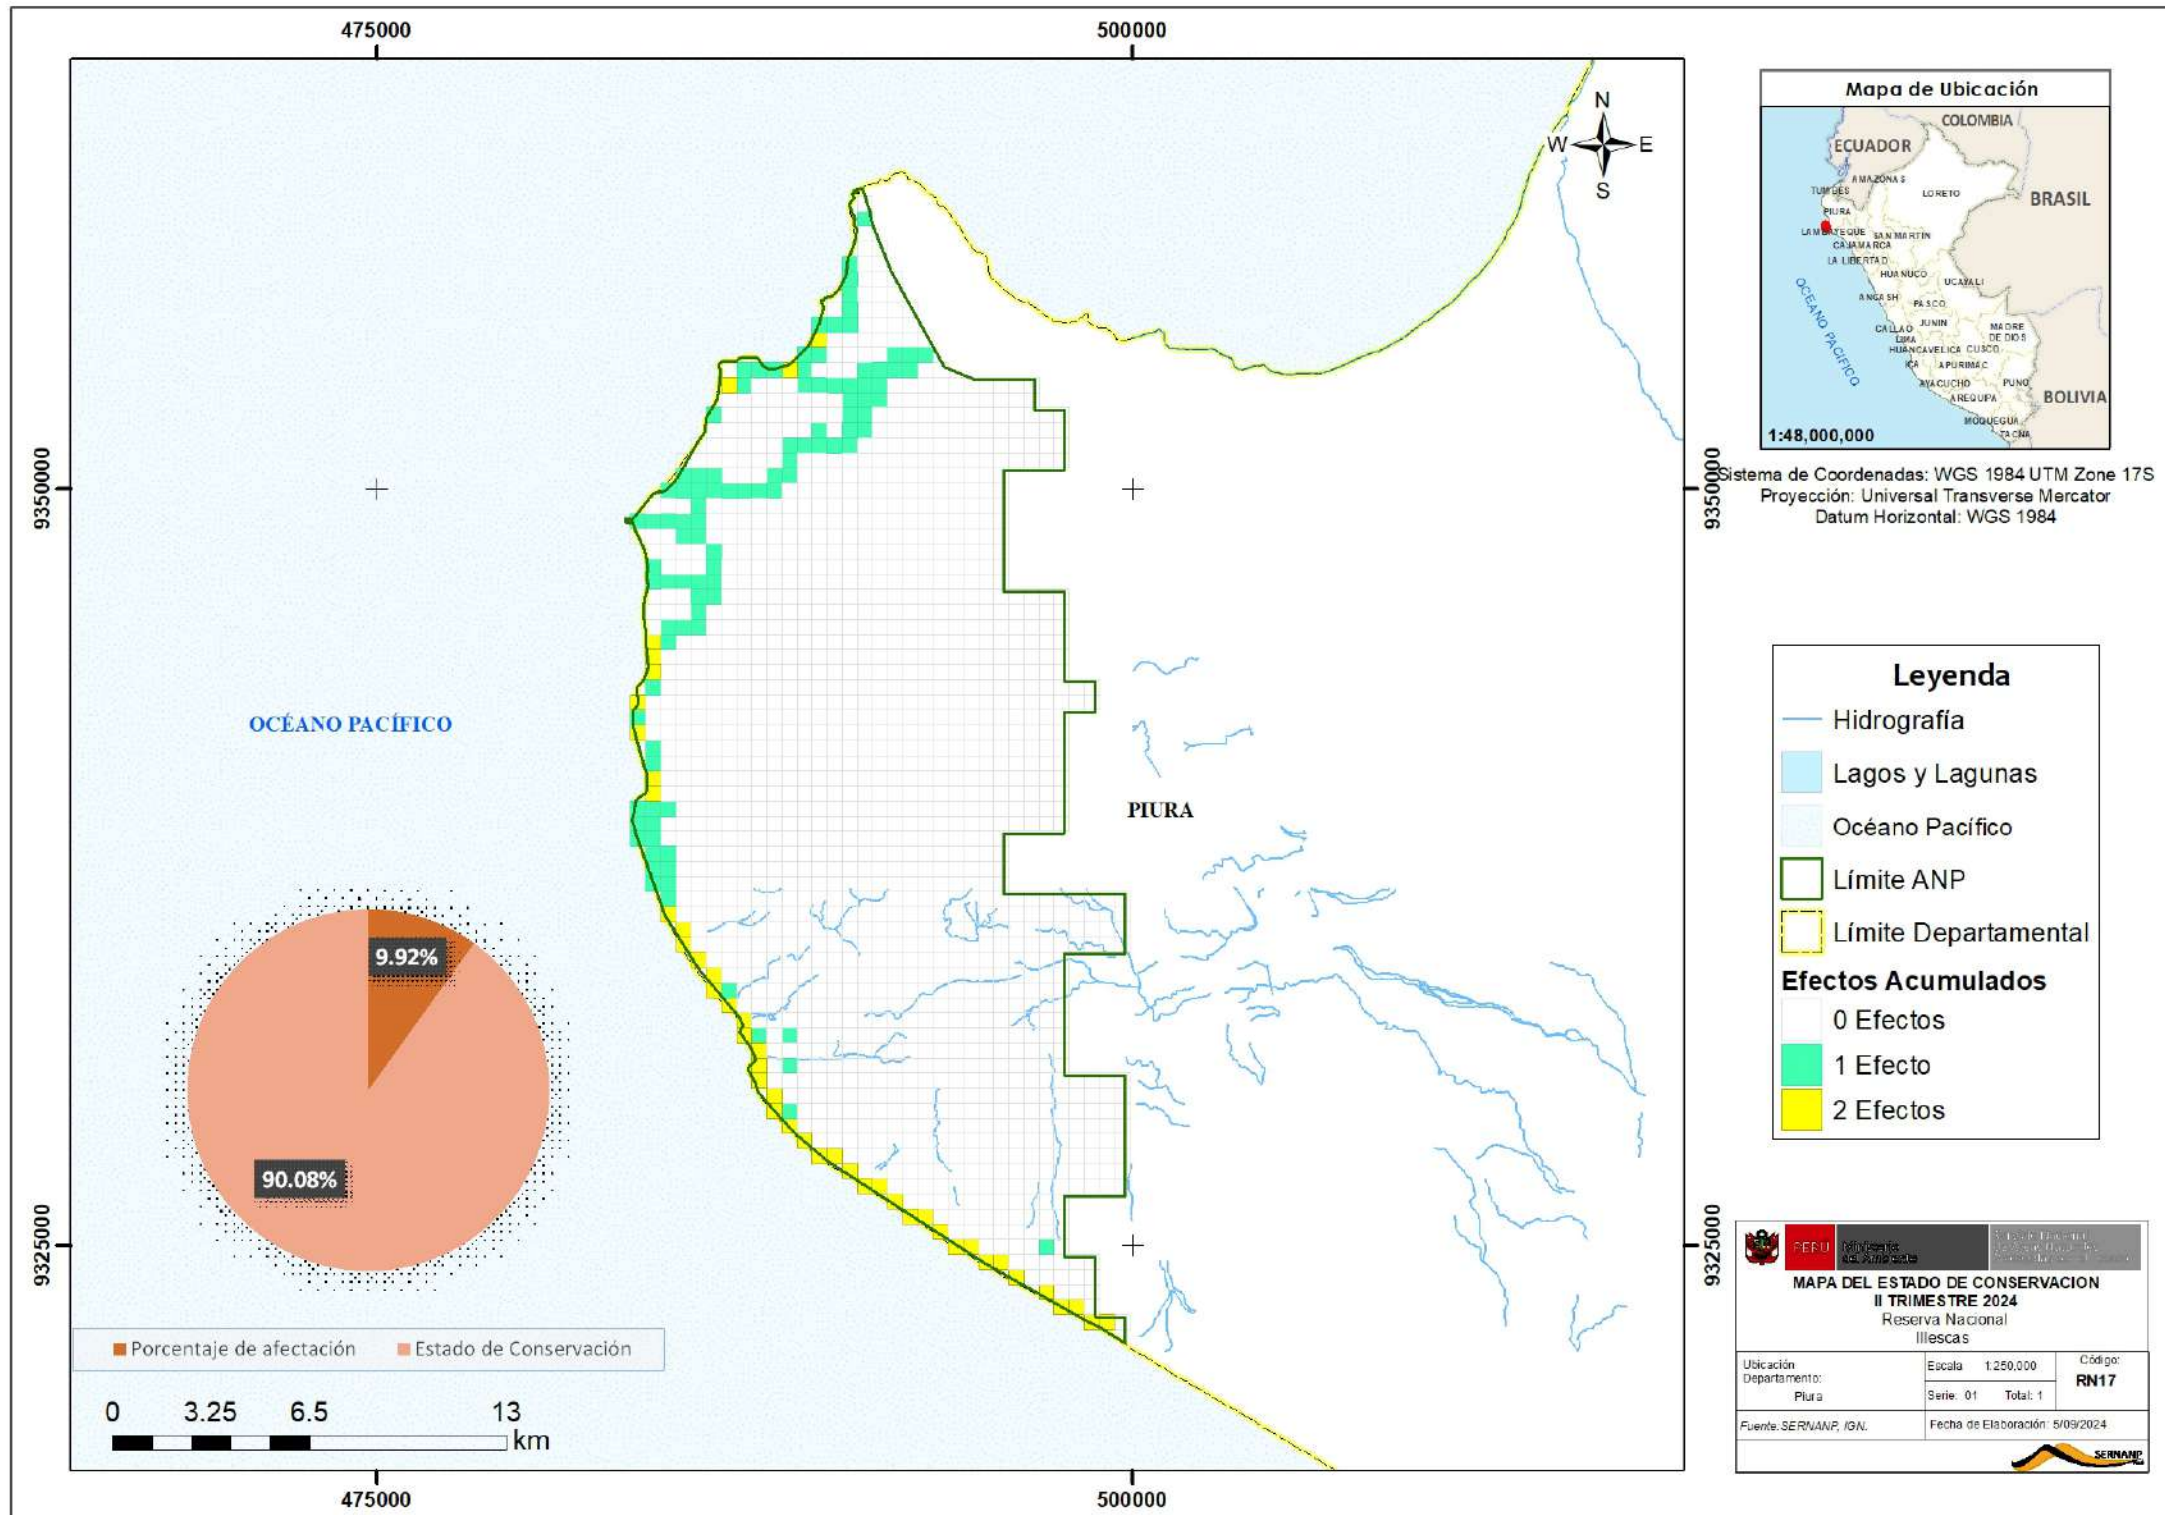 475000
500000
9350000
9325000
9350000
9325000
475000
500000
N
W
E
S
OCÉANO PACÍFICO
PIURA
9.92%
90.08%
Porcentaje de afectación
Estado de Conservación
0
3.25
6.5
13
km
Mapa de Ubicación
COLOMBIA
ECUADOR
AMAZONAS
TUMBES
LORETO
BRASIL
PIURA
LAMBAYEQUE
SAN MARTIN
CAJAMARCA
LA LIBERTAD
HUANUCO
UCAYALI
ANCASH
PASCO
OCÉANO PACÍFICO
CALLAO
JUNIN
MADRE
DE DIOS
LIMA
HUANCAVELICA
CUSCO
ICA
APURIMAC
AYACUCHO
PUNO
AREQUIPA
BOLIVIA
MOQUEGUA
TACNA
1:48,000,000
Sistema de Coordenadas: WGS 1984 UTM Zone 17S
Proyección: Universal Transverse Mercator
Datum Horizontal: WGS 1984
Leyenda
Hidrografía
Lagos y Lagunas
Océano Pacífico
Límite ANP
Límite Departamental
Efectos Acumulados
0 Efectos
1 Efecto
2 Efectos
PERÚ
Ministerio
del Ambiente
MAPA DEL ESTADO DE CONSERVACION
II TRIMESTRE 2024
Reserva Nacional
Illescas
Ubicación
Departamento:
Piura
Escala 1:250,000
Serie: 01 Total: 1
Código:
RN17
Fuente: SERNANP, IGN.
Fecha de Elaboración: 5/09/2024
SERNANP